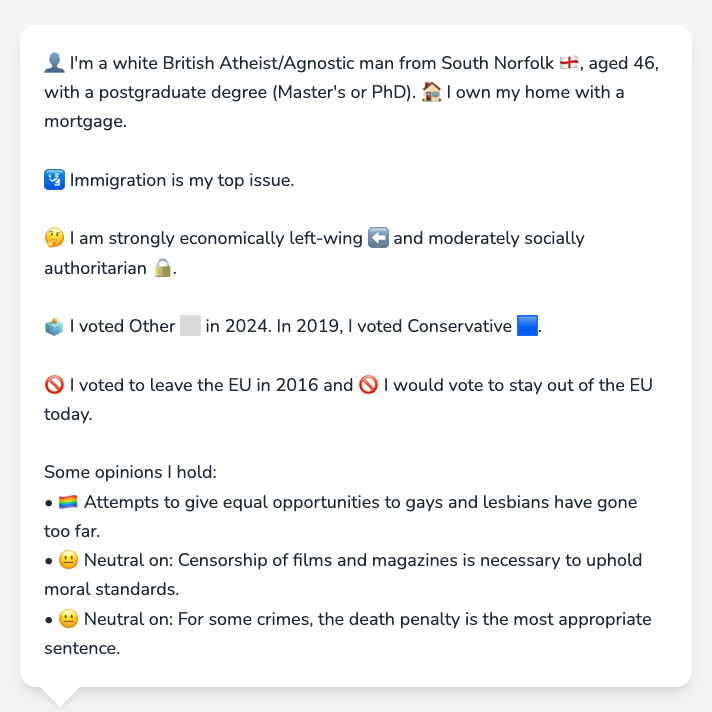 👤 I'm a white British Atheist/Agnostic man from South Norfolk 🏴󠁧󠁢󠁥󠁮󠁧󠁿, aged 46,
with a postgraduate degree (Master's or PhD). 🏠 I own my home with a
mortgage.
🛂 Immigration is my top issue.
🤔 I am strongly economically left-wing ⬅️ and moderately socially
authoritarian 🔒.
🗳️ I voted Other ⬜ in 2024. In 2019, I voted Conservative 🟦.
🚫 I voted to leave the EU in 2016 and 🚫 I would vote to stay out of the EU
today.
Some opinions I hold:
• 🏳️‍🌈 Attempts to give equal opportunities to gays and lesbians have gone
too far.
• 😐 Neutral on: Censorship of films and magazines is necessary to uphold
moral standards.
• 😐 Neutral on: For some crimes, the death penalty is the most appropriate
sentence.